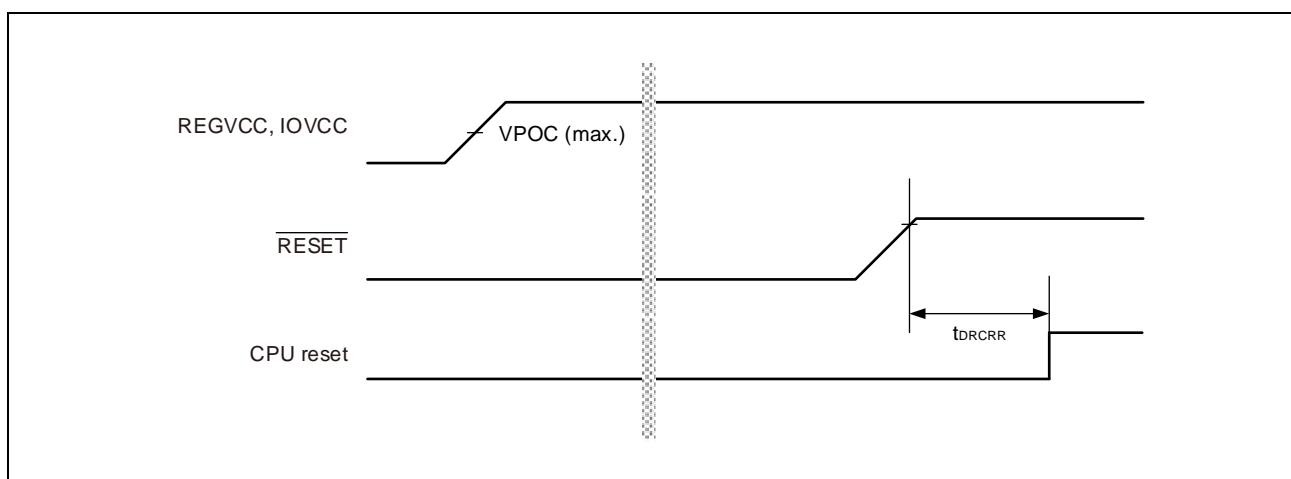 REGVCC, IOVCC
VPOC (max.)
RESET
tDRCRR
CPU reset